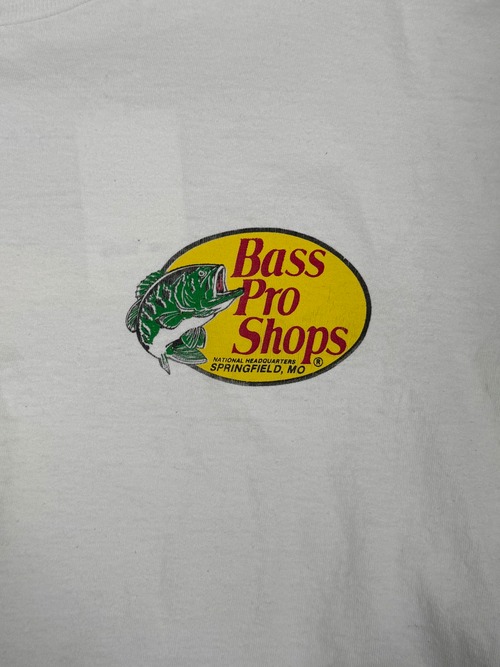 Bass
Pro
Shops®
NATIONAL HEADQUARTERS
SPRINGFIELD, MO